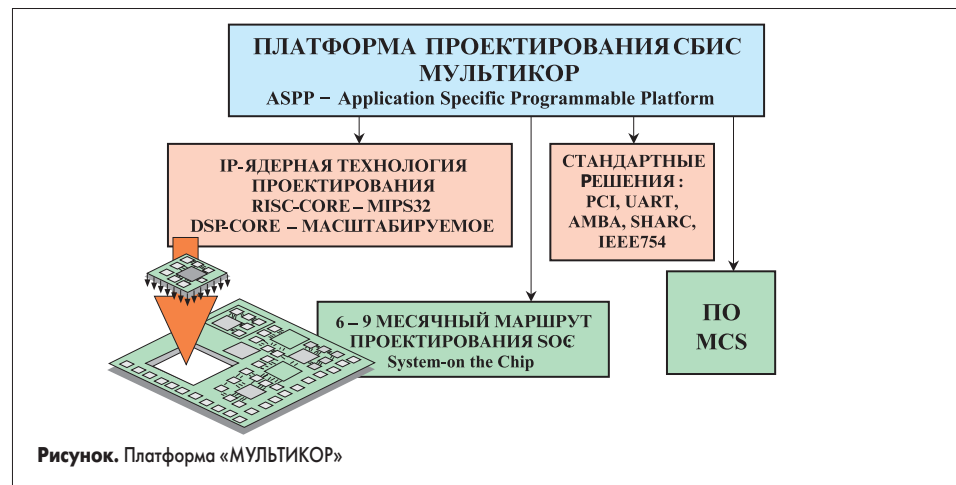 ПЛАТФОРМА ПРОЕКТИРОВАНИЯ СБИС
МУЛЬТИКОР
ASPP – Application Specific Programmable Platform
IP-ЯДЕРНАЯ ТЕХНОЛОГИЯ
ПРОЕКТИРОВАНИЯ
RISC-CORE – MIPS32
DSP-CORE – МАСШТАБИРУЕМОЕ
СТАНДАРТНЫЕ
РЕШЕНИЯ :
PCI, UART,
AMBA, SHARC,
IEEE754
6 – 9 МЕСЯЧНЫЙ МАРШРУТ
ПРОЕКТИРОВАНИЯ SOC
System-on the Chip
ПО
MCS
Рисунок. Платформа «МУЛЬТИКОР»